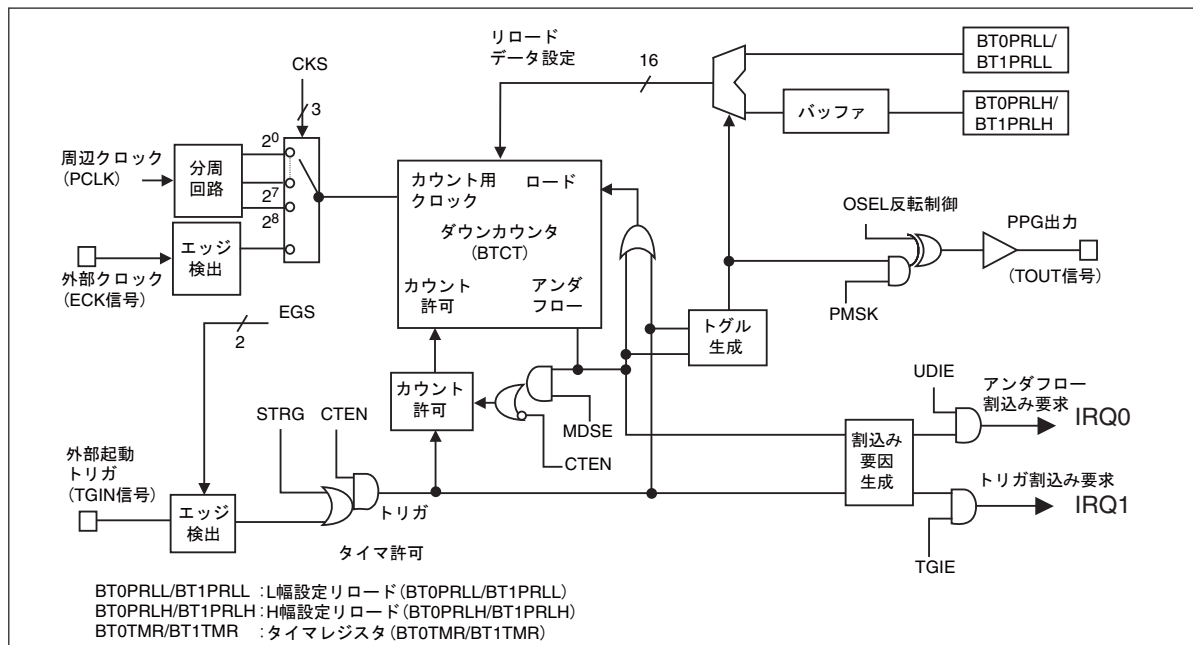 リロード
データ設定
16
BT0PRLL/
BT1PRLL
CKS
3
バッファ
BT0PRLH/
BT1PRLH
周辺クロック
(PCLK)
分周
回路
2⁰
2⁷
2⁸
カウント用
クロック
ロード
ダウンカウンタ
(BTCT)
カウント
許可
アンダ
フロー
外部クロック
(ECK信号)
エッジ
検出
OSEL反転制御
PPG出力
(TOUT信号)
PMSK
EGS
2
トグル
生成
カウント
許可
MDSE
CTEN
STRG
CTEN
UDIE
アンダフロー
割込み要求
IRQ0
割込み
要因
生成
外部起動
トリガ
(TGIN信号)
エッジ
検出
トリガ
トリガ割込み要求
IRQ1
TGIE
タイマ許可
BT0PRLL/BT1PRLL :L幅設定リロード(BT0PRLL/BT1PRLL)
BT0PRLH/BT1PRLH :H幅設定リロード(BT0PRLH/BT1PRLH)
BT0TMR/BT1TMR :タイマレジスタ(BT0TMR/BT1TMR)